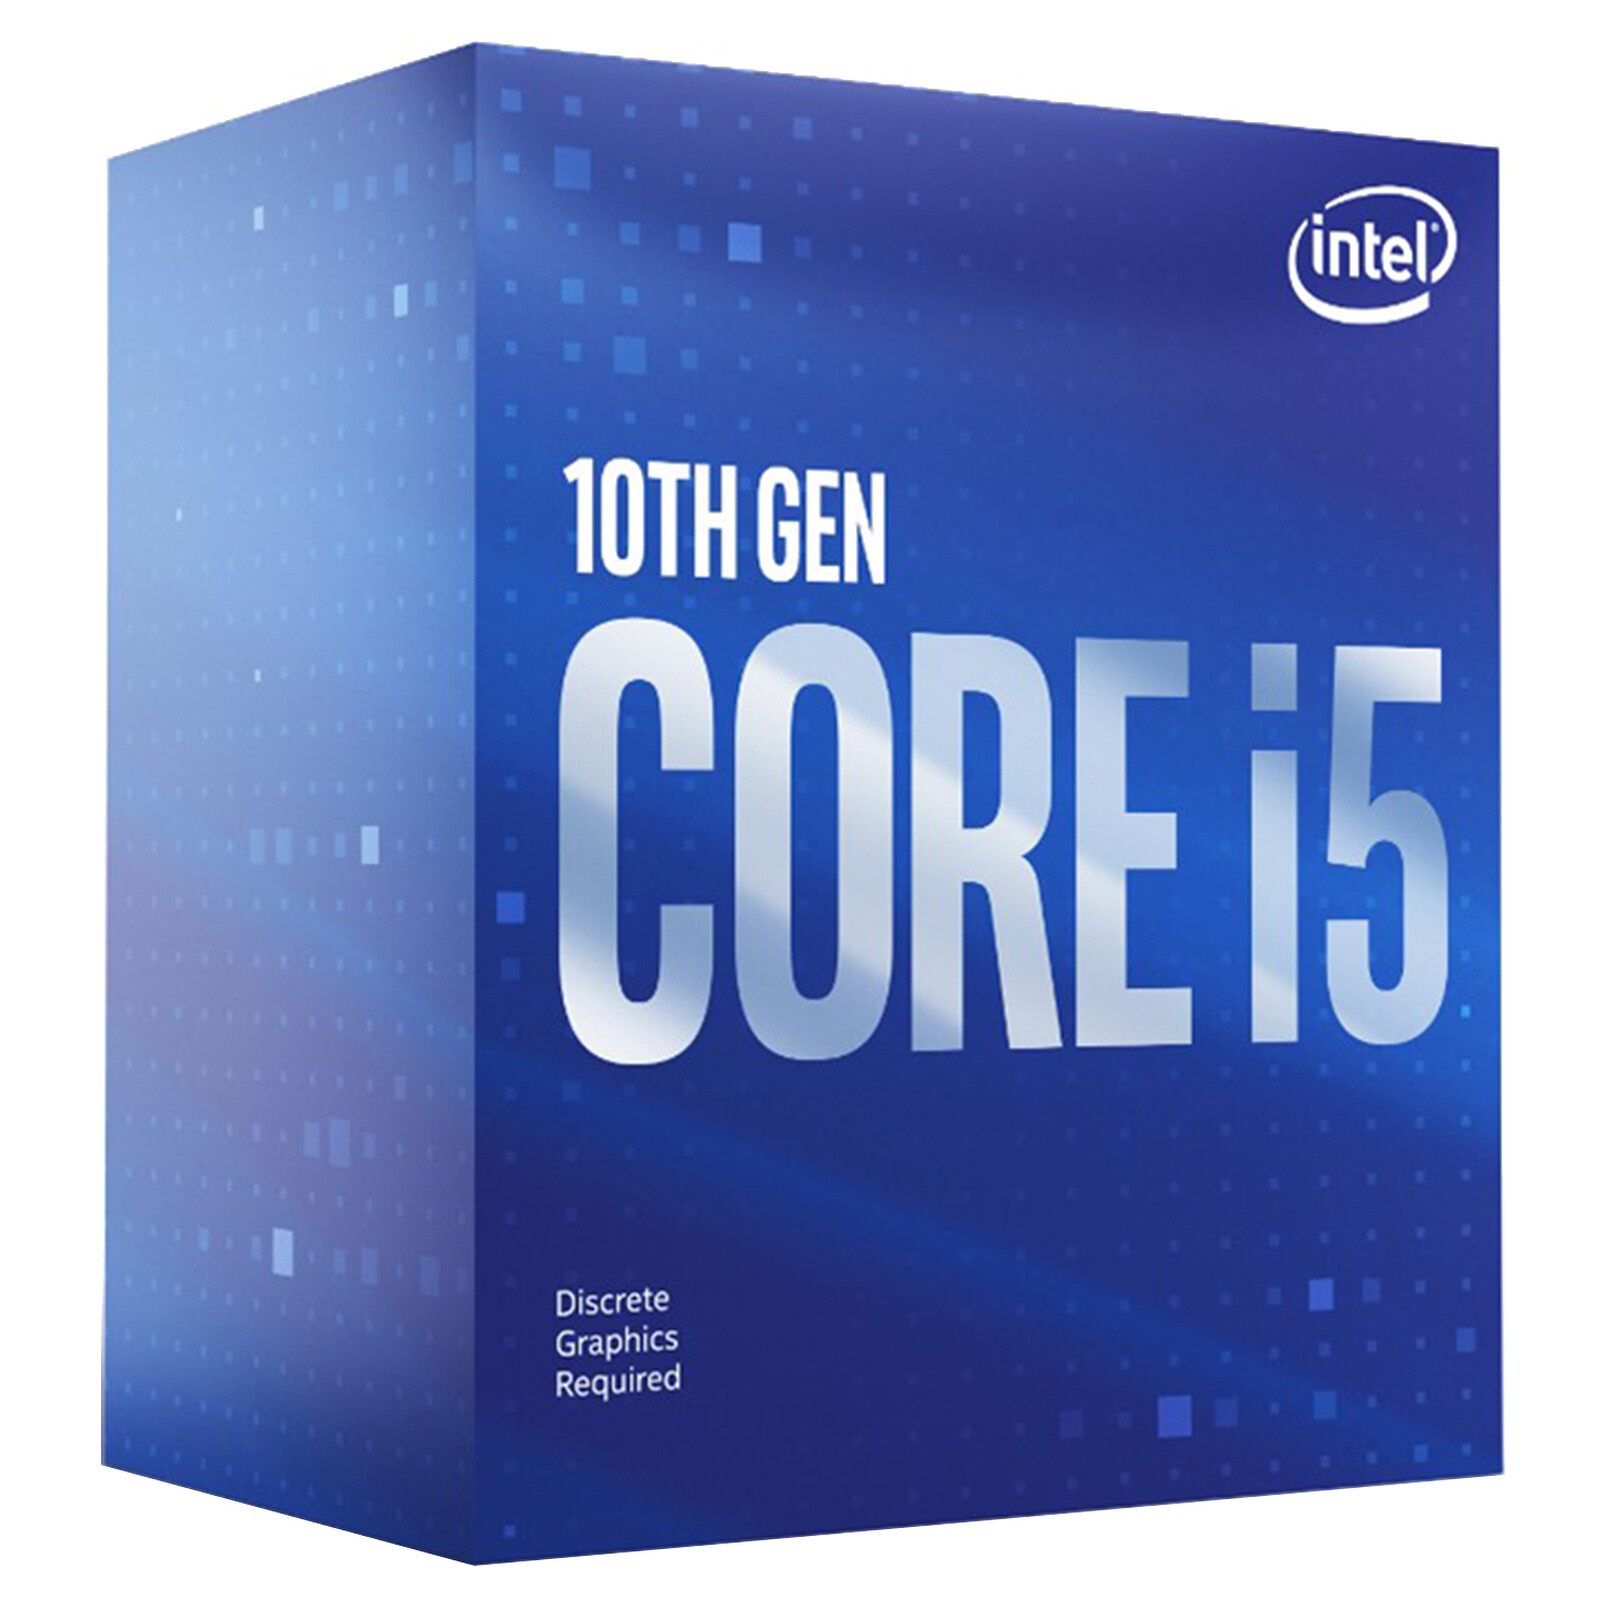 intel®
10TH GEN
CORE i5
Discrete
Graphics
Required